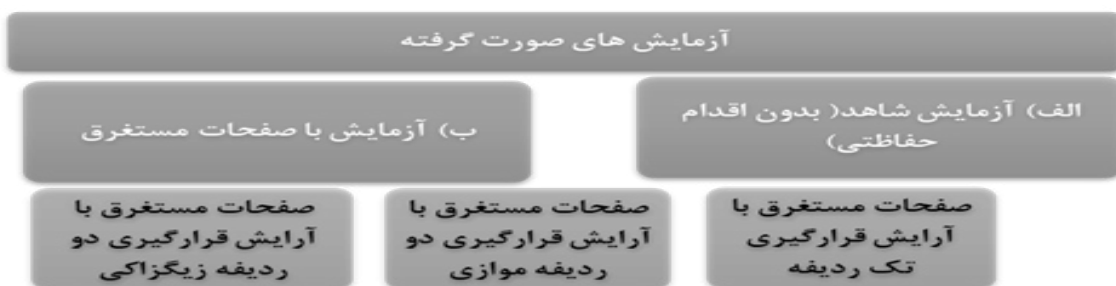 آزمایش های صورت گرفته
الف) آزمایش شاهد( بدون اقدام
حفاظتی)
ب) آزمایش با صفحات مستغرق
صفحات مستغرق با
آرایش قرارگیری
تک ردیفه
صفحات مستغرق با
آرایش قرارگیری دو
ردیفه موازی
صفحات مستغرق با
آرایش قرارگیری دو
ردیفه زیگزاکی